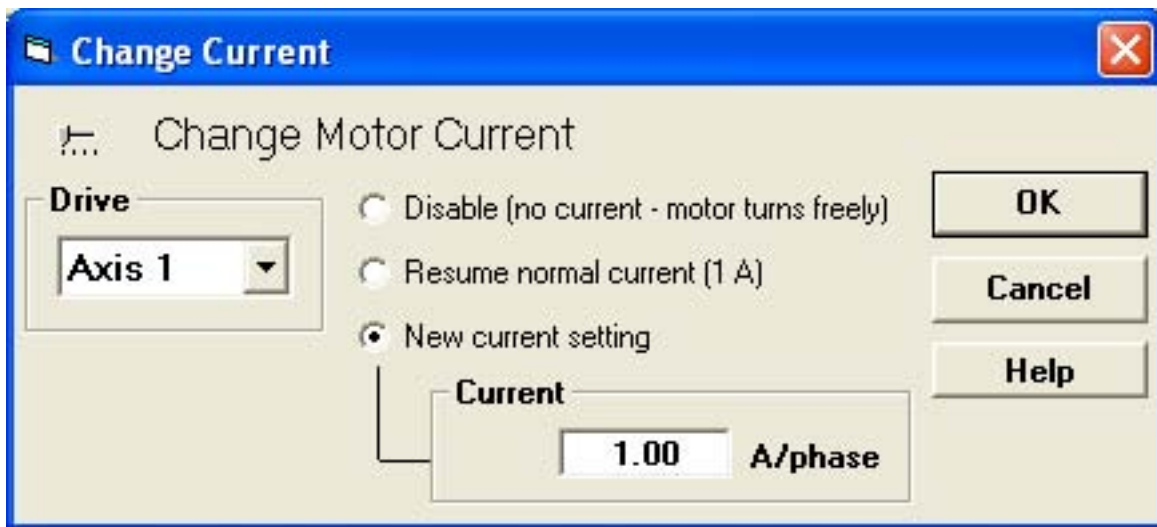 Change Current
Change Motor Current
Drive
Axis 1
Disable (no current - motor turns freely)
Resume normal current (1 A)
New current setting
Current
1.00 A/phase
OK
Cancel
Help